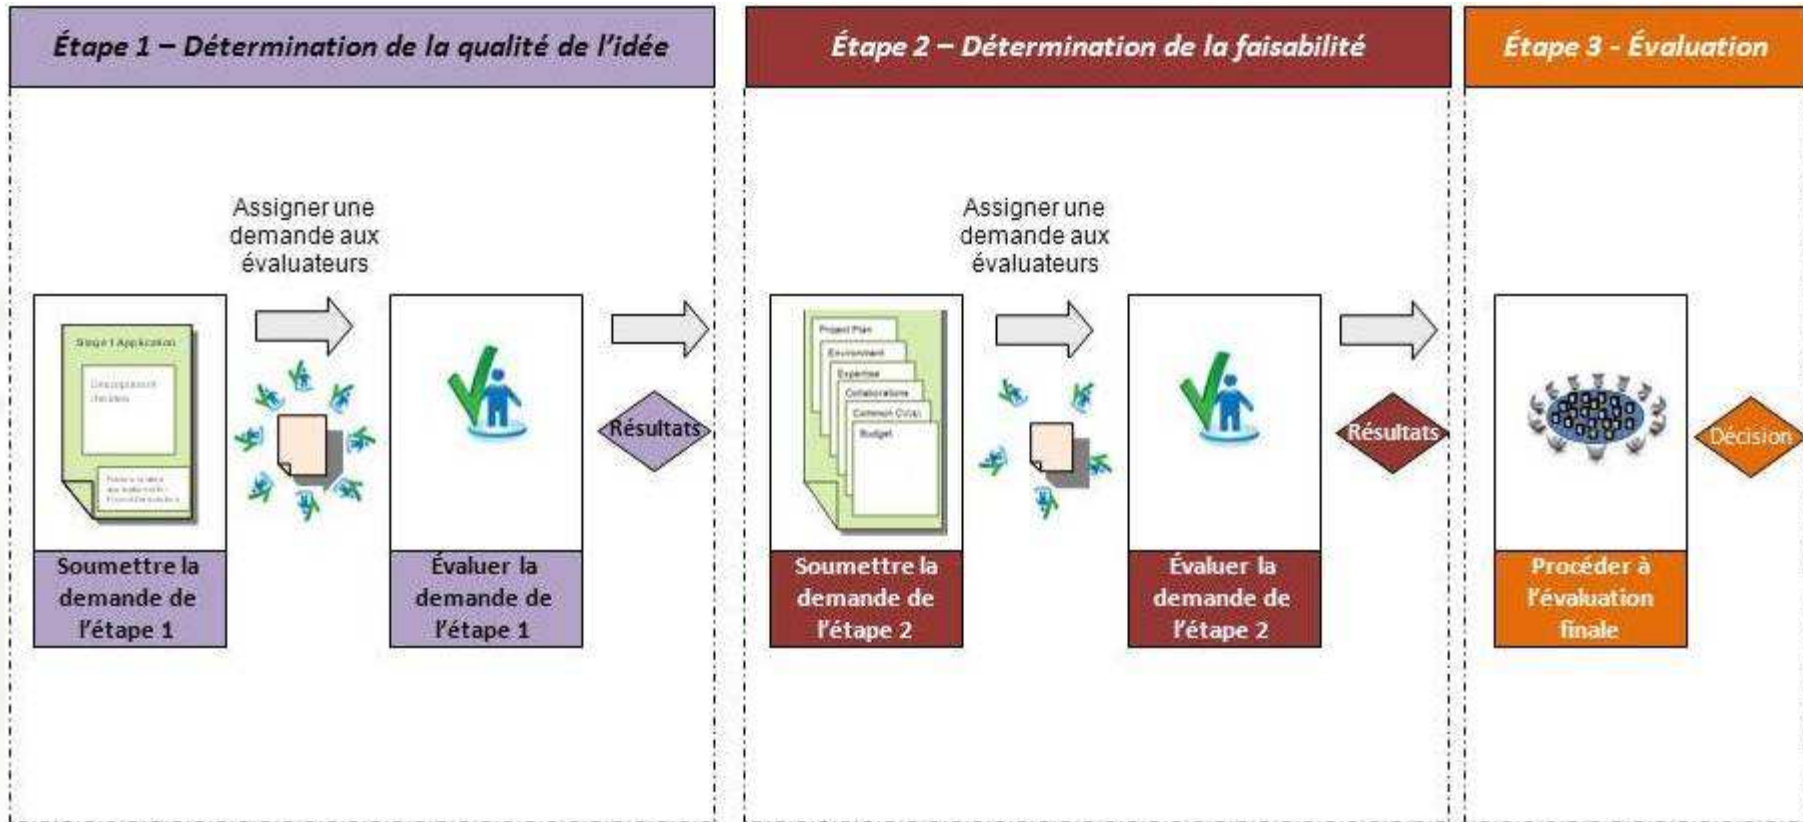 Étape 1 – Détermination de la qualité de l'idée
Assigner une
demande aux
évaluateurs
Stage 1 Application
Soumettre la
demande de
l'étape 1
Évaluer la
demande de
l'étape 1
Résultats
Étape 2 – Détermination de la faisabilité
Assigner une
demande aux
évaluateurs
Project Plan
Environment
Expertise
Collaborations
Budget
Soumettre la
demande de
l'étape 2
Évaluer la
demande de
l'étape 2
Résultats
Étape 3 - Évaluation
Procéder à
l'évaluation
finale
Décision